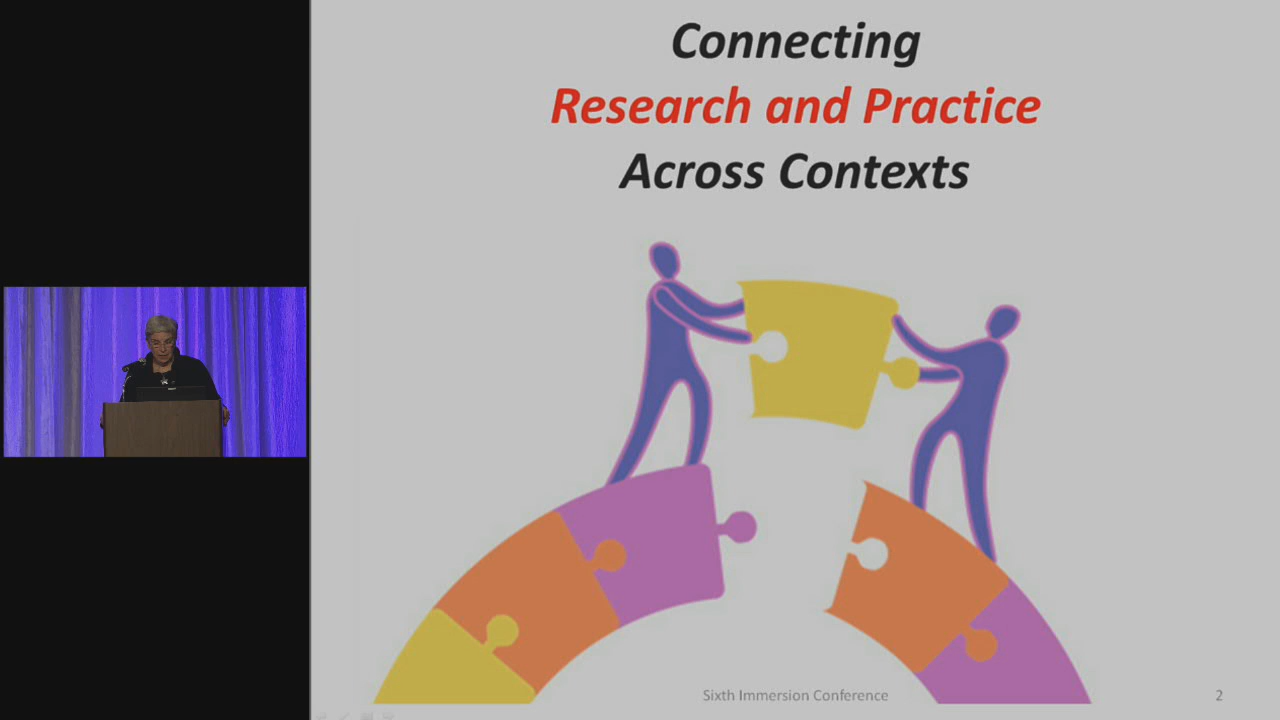 Connecting
Research and Practice
Across Contexts
Sixth Immersion Conference
2